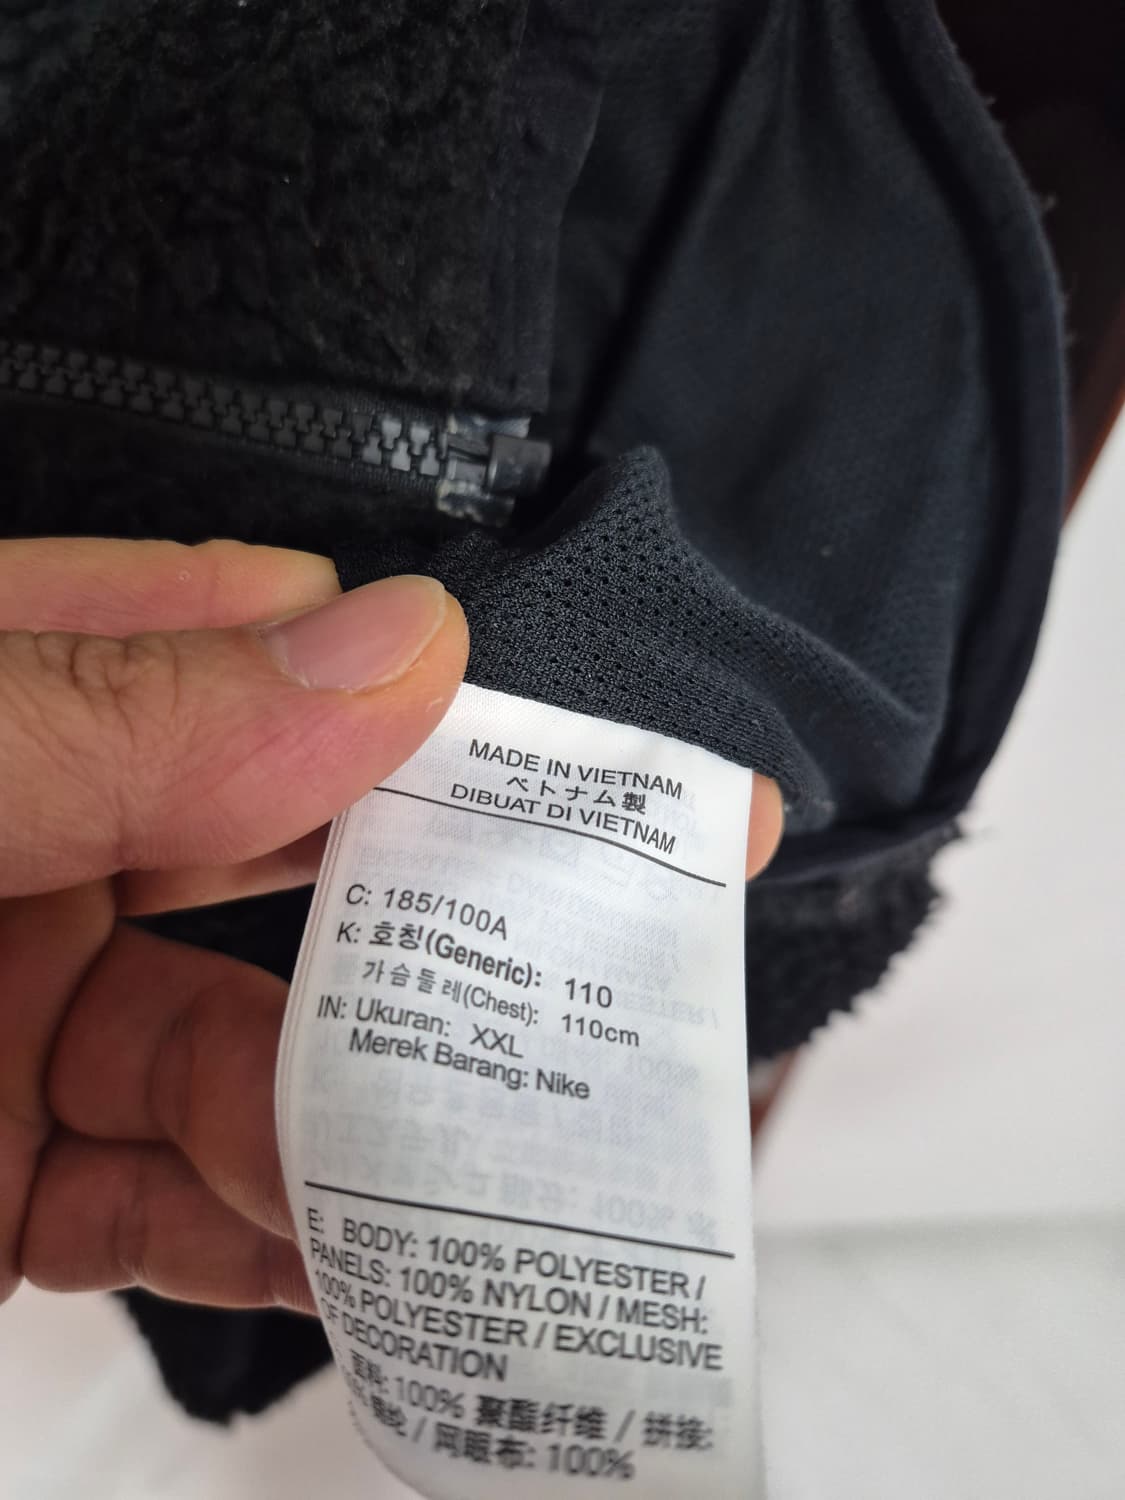 MADE IN VIETNAM
ベトナム製
DIBUAT DI VIETNAM
C: 185/100A
K: 호칭(Generic): 110
가슴둘레(Chest): 110cm
IN: Ukuran: XXL
Merek Barang: Nike
E: BODY: 100% POLYESTER /
PANELS: 100% NYLON / MESH:
100% POLYESTER / EXCLUSIVE
OF DECORATION
面料: 100% 聚酯纤维 / 拼接:
/ 网眼布: 100%